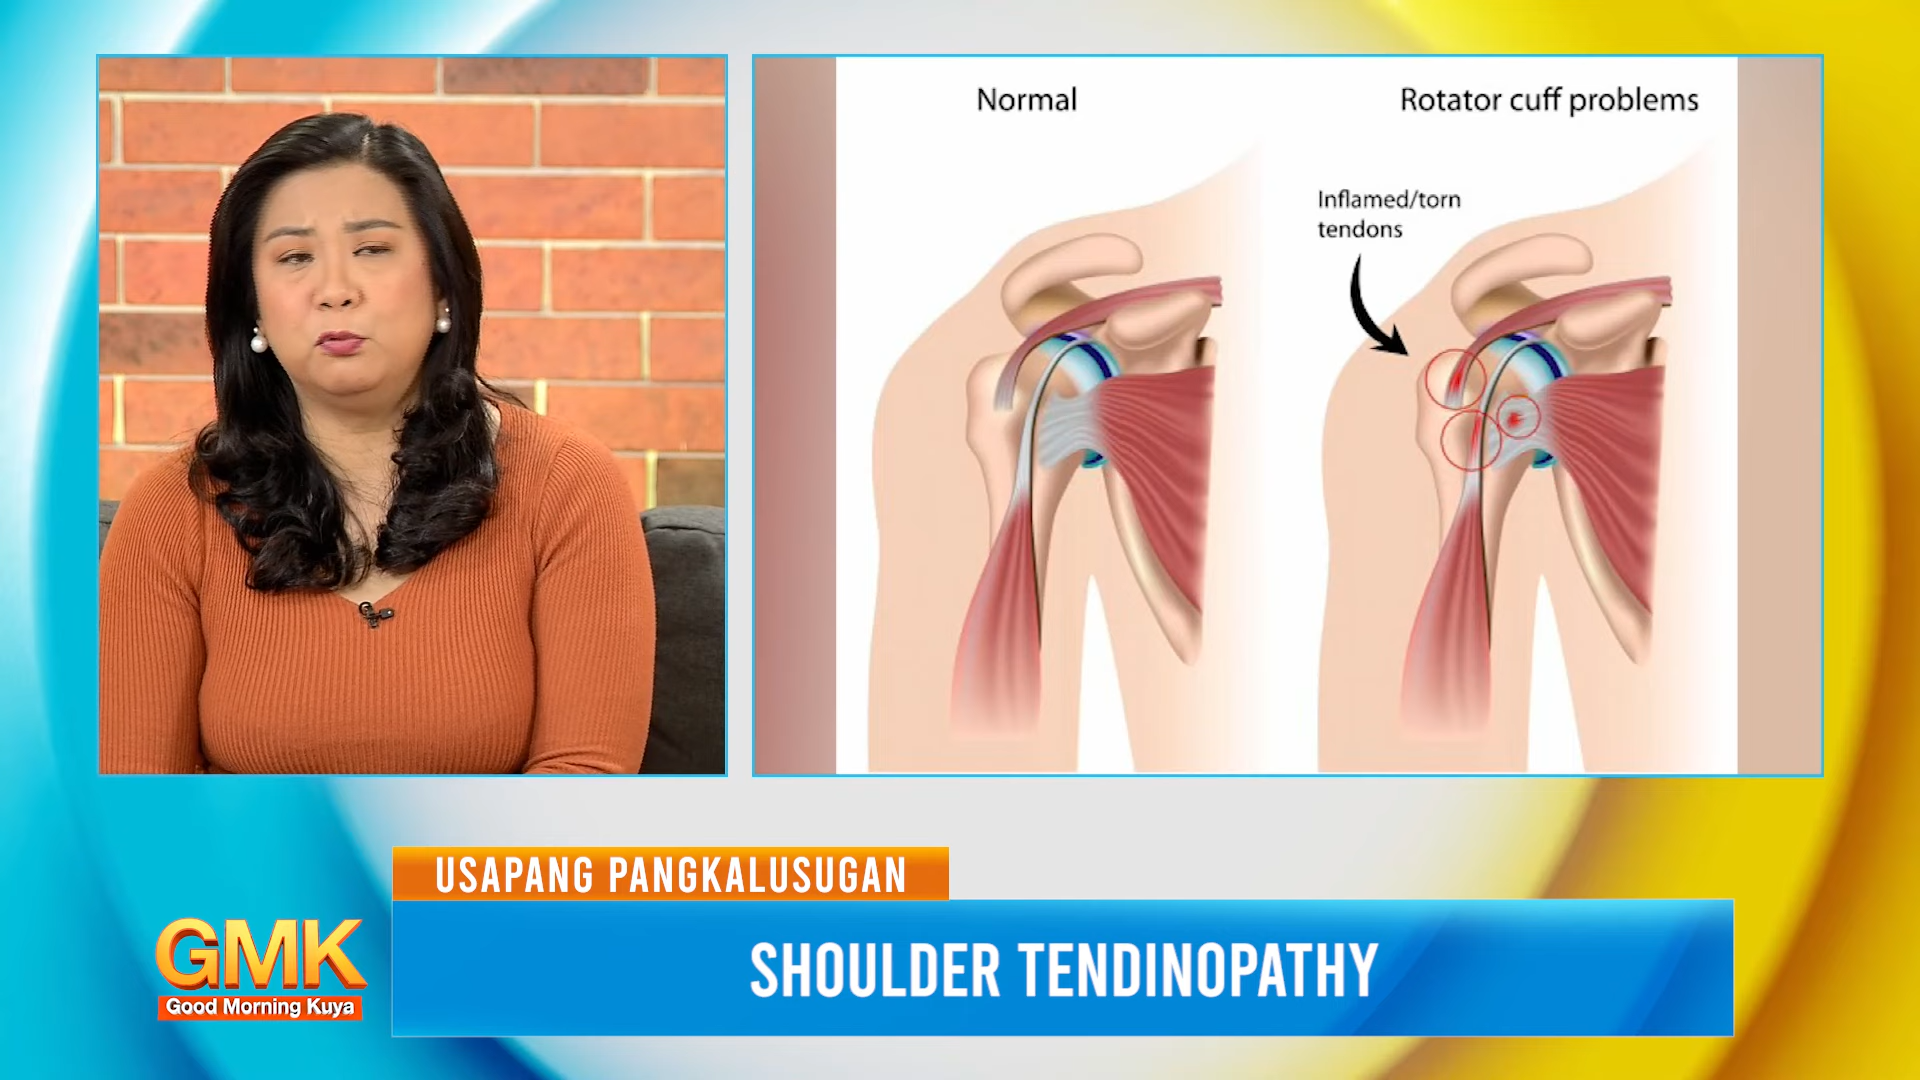 Normal
Rotator cuff problems
Inflamed/torn
tendons
USAPANG PANGKALUSUGAN
SHOULDER TENDINOPATHY
GMK
Good Morning Kuya